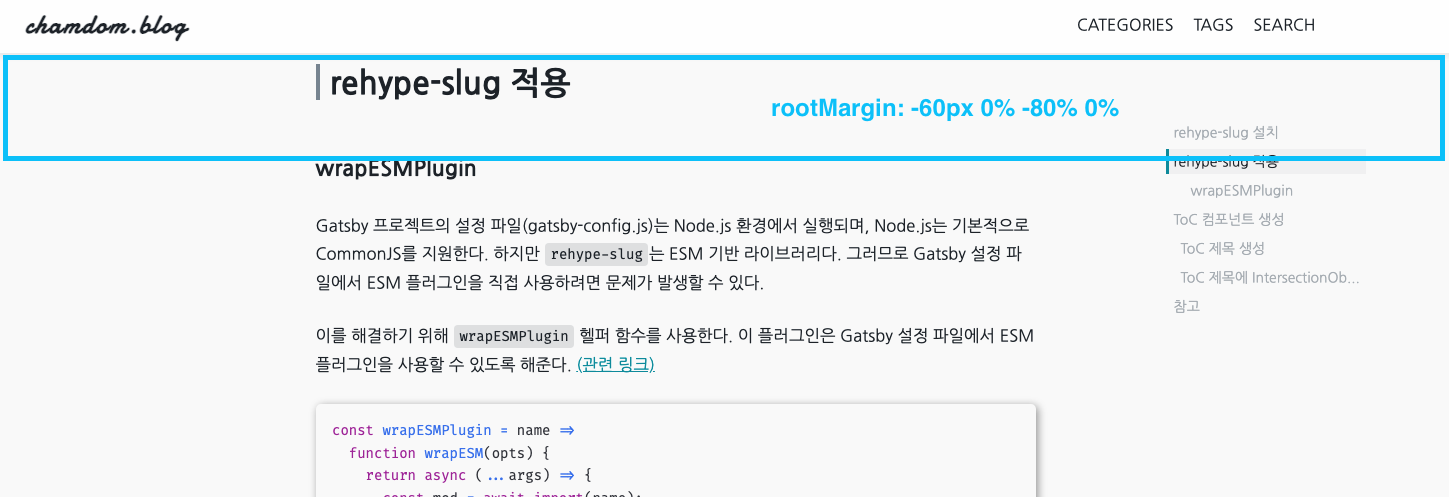 chamdom.blog
CATEGORIES TAGS SEARCH
rehype-slug 적용
rootMargin: -60px 0% -80% 0%
wrapESMPlugin
Gatsby 프로젝트의 설정 파일(gatsby-config.js)는 Node.js 환경에서 실행되며, Node.js는 기본적으로
CommonJS를 지원한다. 하지만 rehype-slug는 ESM 기반 라이브러리다. 그러므로 Gatsby 설정 파
일에서 ESM 플러그인을 직접 사용하려면 문제가 발생할 수 있다.
이를 해결하기 위해 wrapESMPlugin 헬퍼 함수를 사용한다. 이 플러그인은 Gatsby 설정 파일에서 ESM
플러그인을 사용할 수 있도록 해준다. (관련 링크)
const wrapESMPlugin = name =>
function wrapESM(opts) {
return async (...args) => {
const mod = await import(name);
rehype-slug 설치
rehype-slug 적용
wrapESMPlugin
ToC 컴포넌트 생성
ToC 제목 생성
ToC 제목에 IntersectionOb...
참고